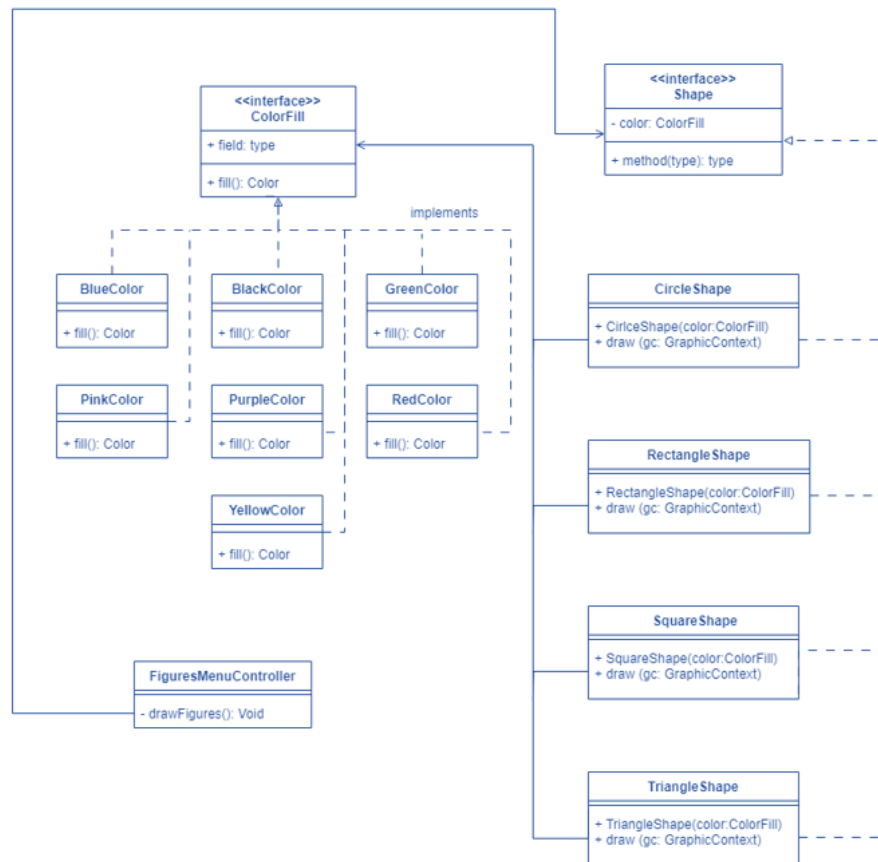 <<interface>>
ColorFill
+ field: type
+ fill(): Color
<<interface>>
Shape
- color: ColorFill
+ method(type): type
implements
BlueColor
+ fill(): Color
BlackColor
+ fill(): Color
GreenColor
+ fill(): Color
PinkColor
+ fill(): Color
PurpleColor
+ fill(): Color
RedColor
+ fill(): Color
YellowColor
+ fill(): Color
FiguresMenuController
- drawFigures(): Void
CircleShape
+ CirlceShape(color:ColorFill)
+ draw (gc: GraphicContext)
RectangleShape
+ RectangleShape(color:ColorFill)
+ draw (gc: GraphicContext)
SquareShape
+ SquareShape(color:ColorFill)
+ draw (gc: GraphicContext)
TriangleShape
+ TriangleShape(color:ColorFill)
+ draw (gc: GraphicContext)